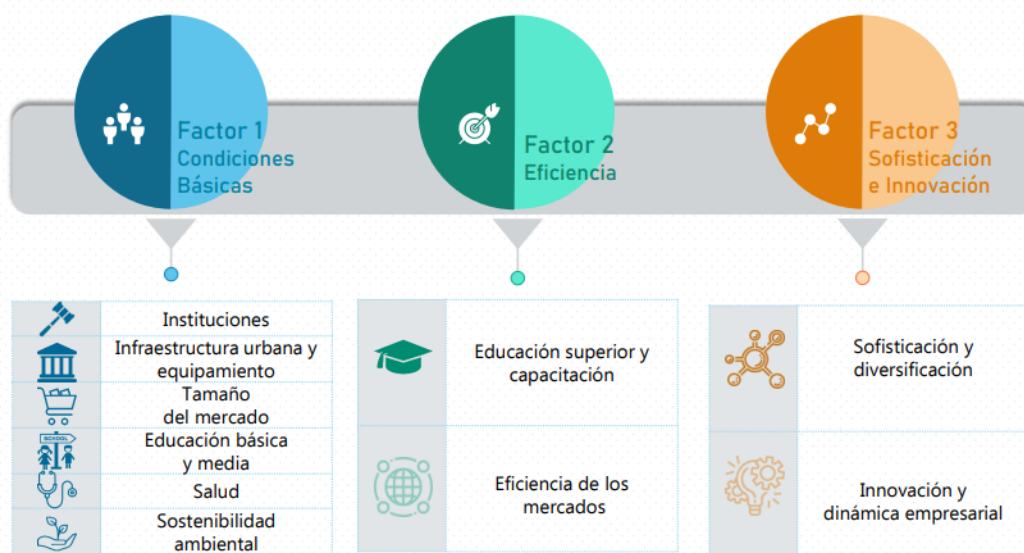 Factor 1
Condiciones
Básicas
Factor 2
Eficiencia
Factor 3
Sofisticación
e Innovación
Instituciones
Infraestructura urbana y
equipamiento
Tamaño
del mercado
SCHOOL
Educación básica
y media
Salud
Sostenibilidad
ambiental
Educación superior y
capacitación
Eficiencia de los
mercados
Sofisticación y
diversificación
Innovación y
dinámica empresarial